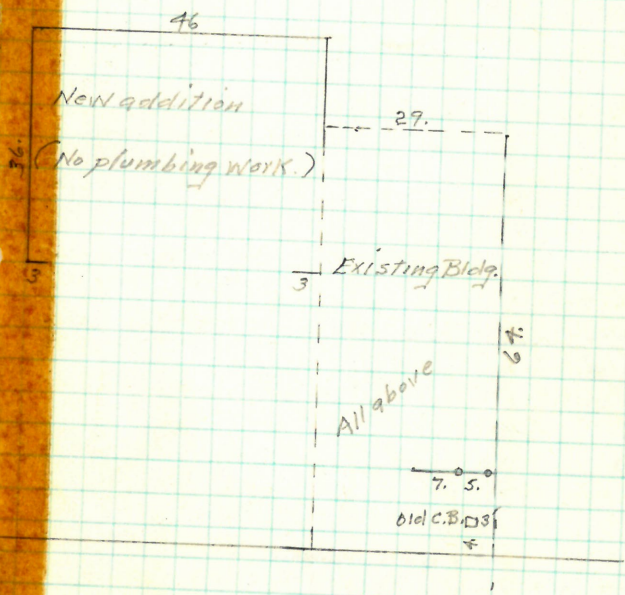 46
New addition
29.
36.
(No plumbing work.)
3
3
Existing Bldg.
64
All above
7. 5.
Old C.B. 3
4